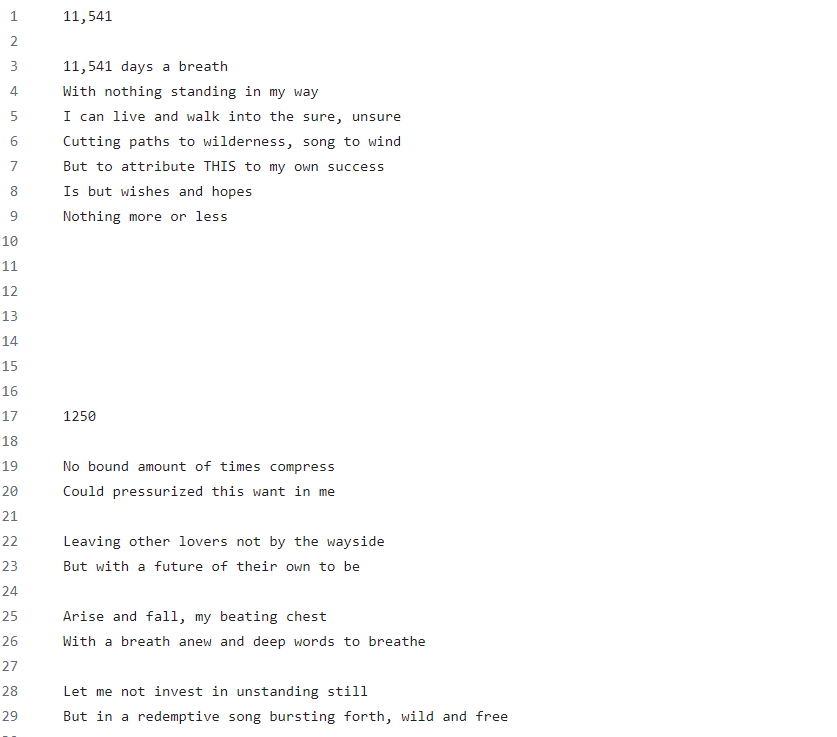 1 11,541
2
3 11,541 days a breath
4 With nothing standing in my way
5 I can live and walk into the sure, unsure
6 Cutting paths to wilderness, song to wind
7 But to attribute THIS to my own success
8 Is but wishes and hopes
9 Nothing more or less
10
11
12
13
14
15
16
17 1250
18
19 No bound amount of times compress
20 Could pressurized this want in me
21
22 Leaving other lovers not by the wayside
23 But with a future of their own to be
24
25 Arise and fall, my beating chest
26 With a breath anew and deep words to breathe
27
28 Let me not invest in unstanding still
29 But in a redemptive song bursting forth, wild and free